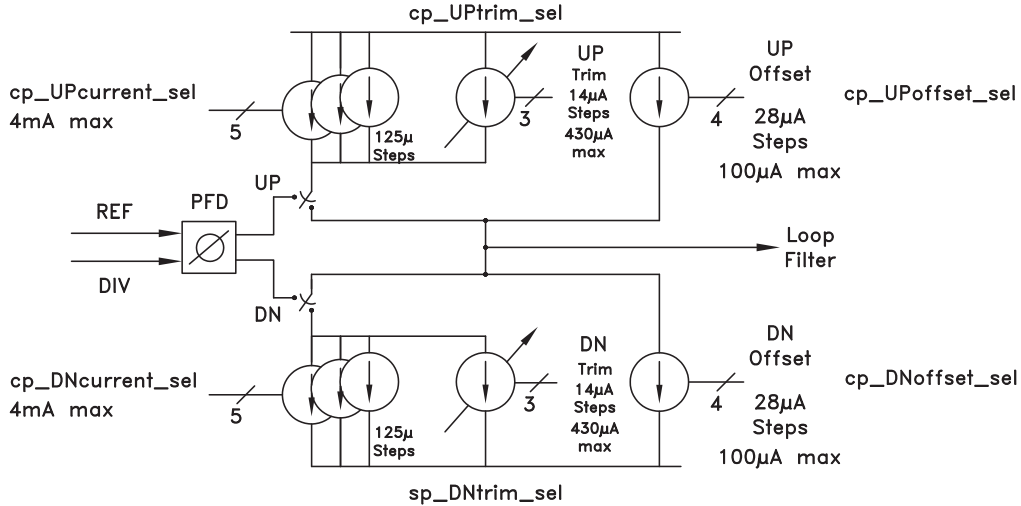 cp_UPtrim_sel
cp_UPcurrent_sel
4mA max
5
125µ
Steps
UP
Trim
14µA
Steps
430µA
max
3
UP
Offset
4
28µA
Steps
100µA max
cp_UPoffset_sel
UP
PFD
REF
DIV
DN
Loop
Filter
cp_DNcurrent_sel
4mA max
5
125µ
Steps
DN
Trim
14µA
Steps
430µA
max
3
DN
Offset
4
28µA
Steps
100µA max
cp_DNoffset_sel
sp_DNtrim_sel